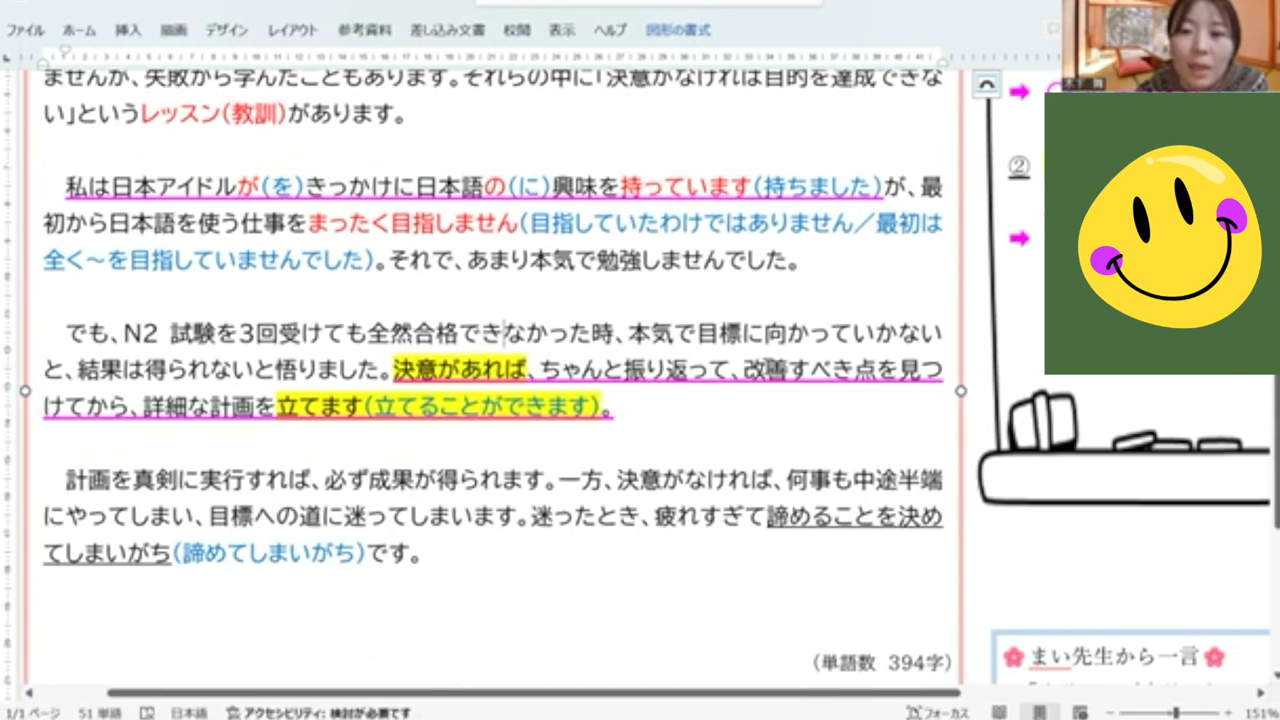 ファイル ホーム 挿入 描画 デザイン レイアウト 参考資料 差し込み文書 校閲 表示 ヘルプ 図形の書式
ませんが、失敗から学んだこともあります。それらの中に「決意がなければ目的を達成できな
い」というレッスン(教訓)があります。
私は日本アイドルが(を)きっかけに日本語の(に)興味を持っています(持ちました)が、最
初から日本語を使う仕事をまったく目指しません(目指していたわけではありません/最初は
全く～を目指していませんでした)。それで、あまり本気で勉強しませんでした。
でも、N2 試験を3回受けても全然合格できなかった時、本気で目標に向かっていかない
と、結果は得られないと悟りました。決意があれば、ちゃんと振り返って、改善すべき点を見つ
けてから、詳細な計画を立てます(立てることができます)。
計画を真剣に実行すれば、必ず成果が得られます。一方、決意がなければ、何事も中途半端
にやってしまい、目標への道に迷ってしまいます。迷ったとき、疲れすぎて諦めることを決め
てしまいがち(諦めてしまいがち)です。
(単語数 394字)
②
まい先生から一言
1/1 ページ 51 単語 日本語 アクセシビリティ: 検討が必要です フォーカス 151%